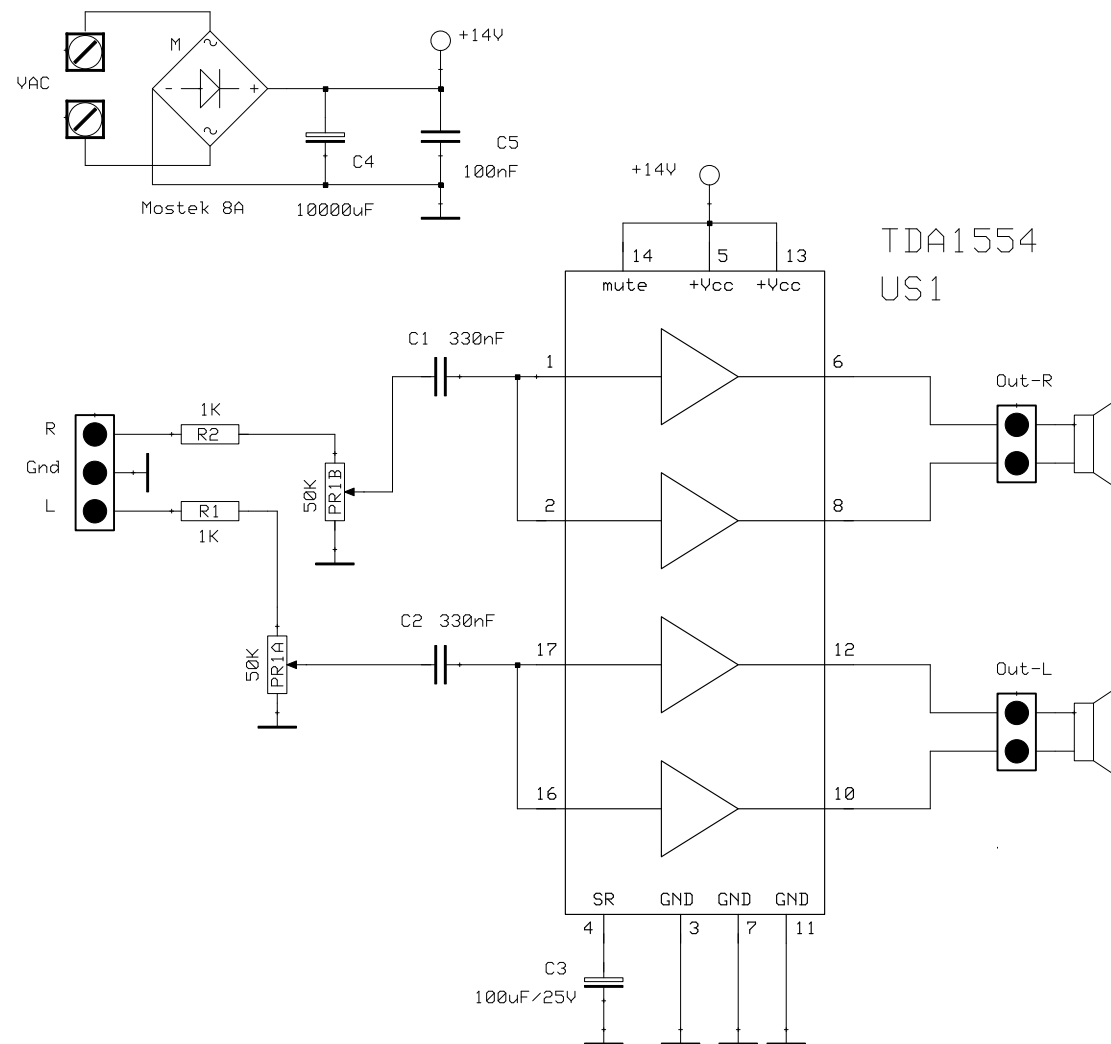 +14V
M
VAC
- +
C5
C4
100nF
Mostek 8A
10000uF
+14V
TDA1554
US1
14 5 13
mute +Vcc +Vcc
C1 330nF
1
6
Out-R
1K
R
R2
Gnd
50K
PR1B
L
R1
1K
2
8
C2 330nF
17
12
50K
PR1A
Out-L
16
10
SR GND GND GND
4 3 7 11
C3
100uF/25V